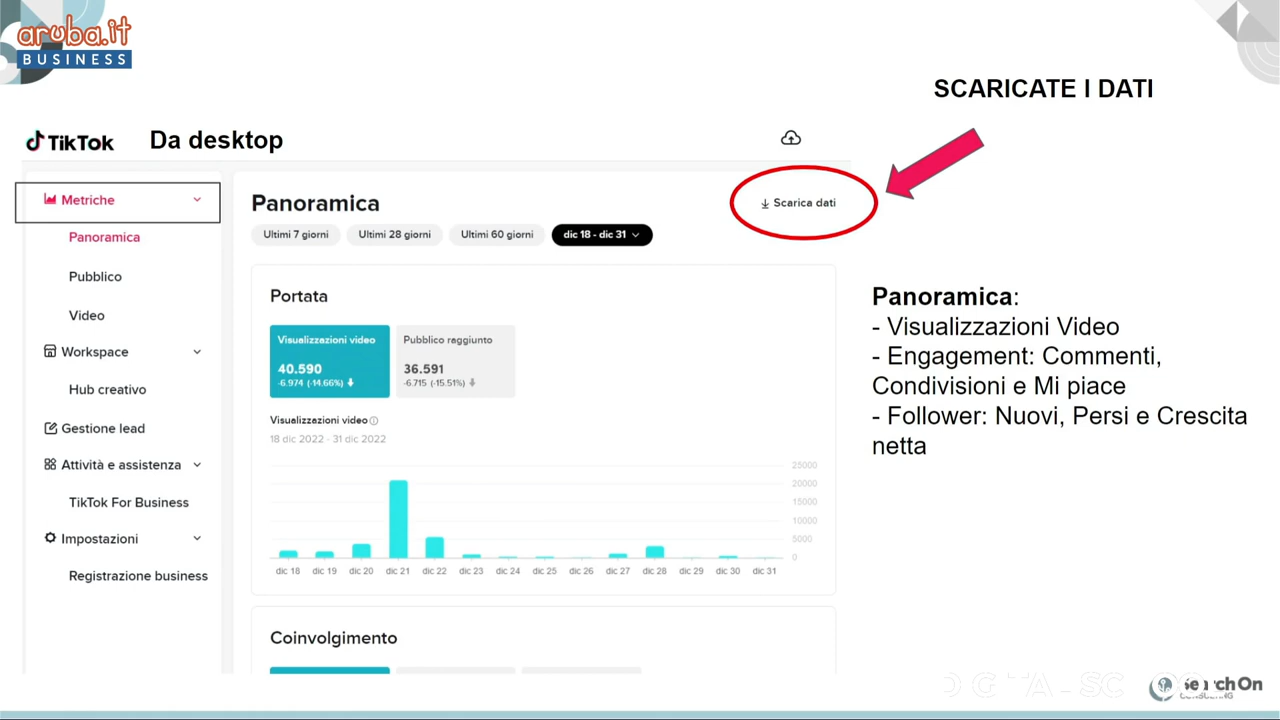 aruba.it
BUSINESS
SCARICATE I DATI
TikTok
Da desktop
Metriche
Panoramica
Pubblico
Video
Workspace
Hub creativo
Gestione lead
Attività e assistenza
TikTok For Business
Impostazioni
Registrazione business
Panoramica
Scarica dati
Ultimi 7 giorni
Ultimi 28 giorni
Ultimi 60 giorni
dic 18 - dic 31
Portata
Visualizzazioni video
40.590
-6.974 (-14.66%)
Pubblico raggiunto
36.591
-6.715 (-15.51%)
Visualizzazioni video
18 dic 2022 - 31 dic 2022
25000
20000
15000
10000
5000
0
dic 18 dic 19 dic 20 dic 21 dic 22 dic 23 dic 24 dic 25 dic 26 dic 27 dic 28 dic 29 dic 30 dic 31
Coinvolgimento
Panoramica:
- Visualizzazioni Video
- Engagement: Commenti,
Condivisioni e Mi piace
- Follower: Nuovi, Persi e Crescita
netta
SearchOn
CONSULTING